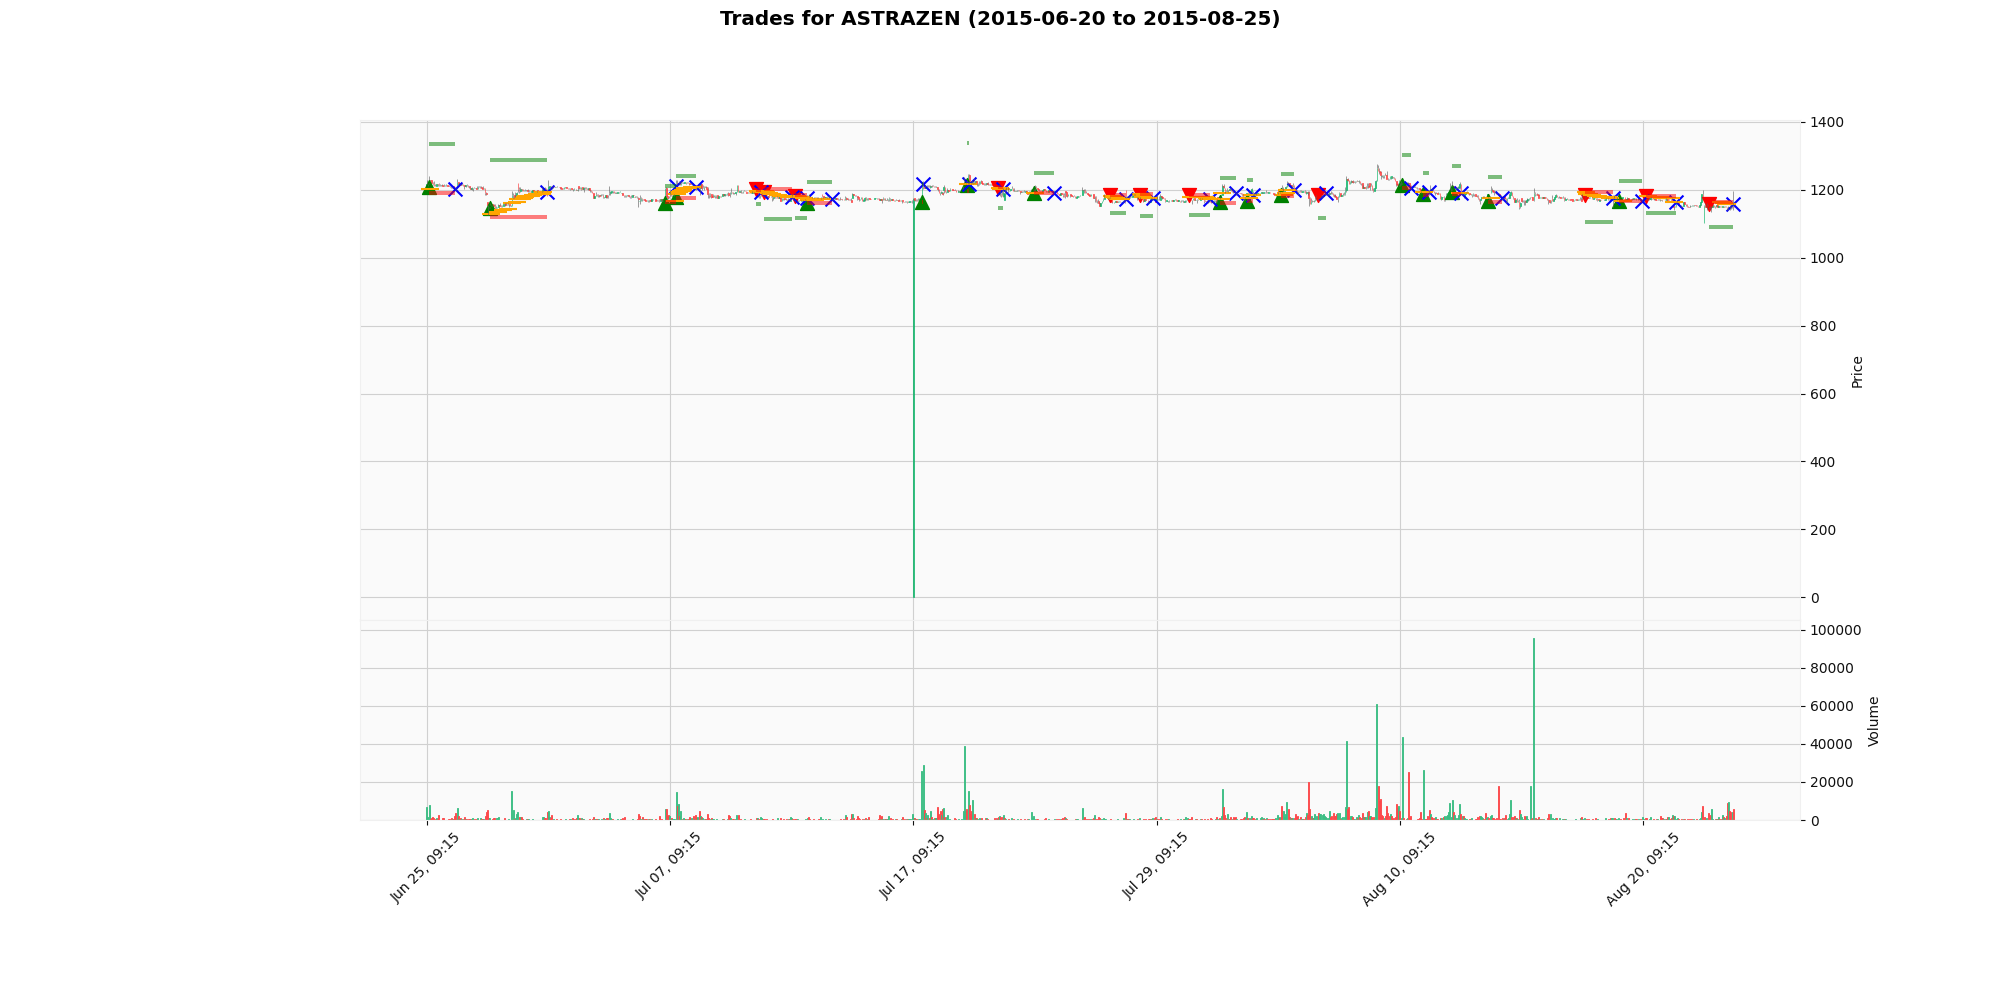 Trades for ASTRAZEN (2015-06-20 to 2015-08-25)
1400
1200
1000
800
600
400
200
0
Price
100000
80000
60000
40000
20000
0
Volume
Jun 25, 09:15
Jul 07, 09:15
Jul 17, 09:15
Jul 29, 09:15
Aug 10, 09:15
Aug 20, 09:15